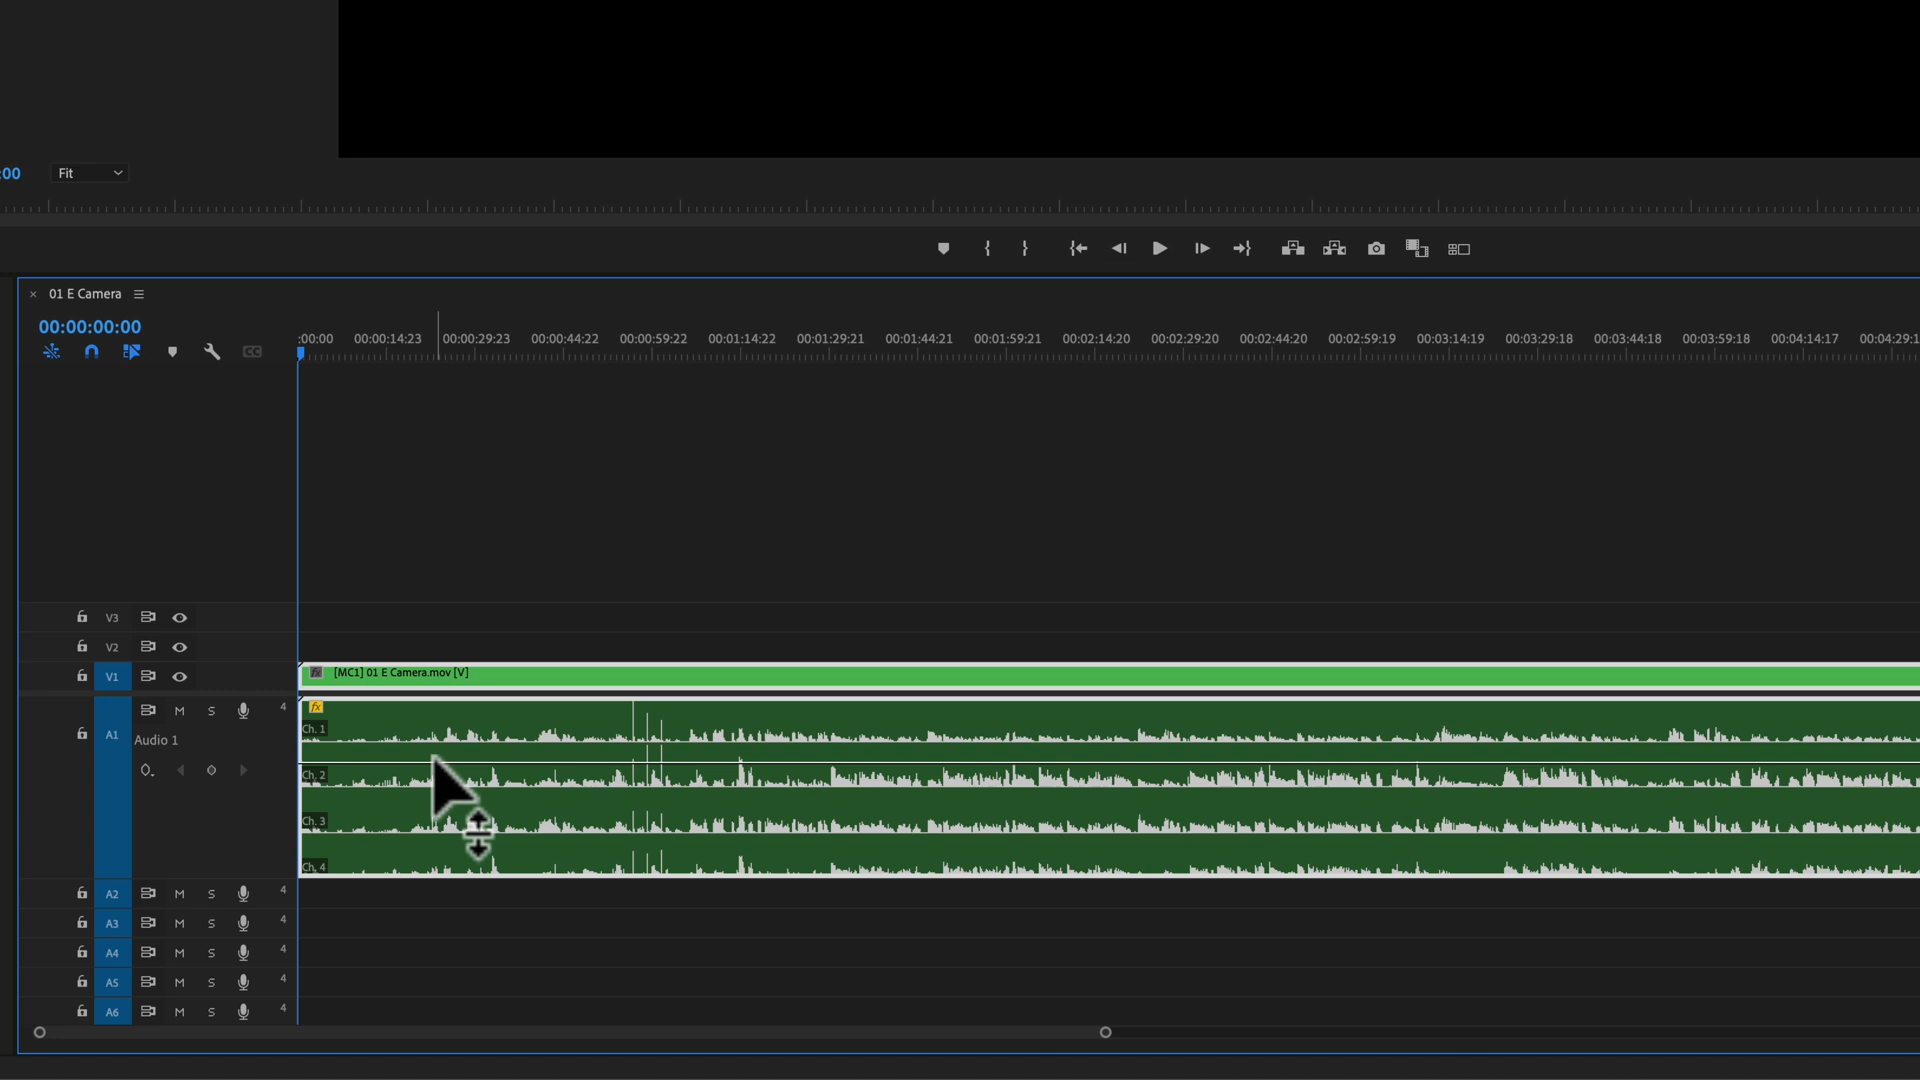 :00
Fit
01 E Camera
00:00:00:00
:00:00 00:00:14:23 00:00:29:23 00:00:44:22 00:00:59:22 00:01:14:22 00:01:29:21 00:01:44:21 00:01:59:21 00:02:14:20 00:02:29:20 00:02:44:20 00:02:59:19 00:03:14:19 00:03:29:18 00:03:44:18 00:03:59:18 00:04:14:17 00:04:29:1
CC
V3
V2
V1
fx [MC1] 01 E Camera.mov [V]
M S 4
fx
Ch. 1
A1 Audio 1
Ch. 2
Ch. 3
Ch. 4
A2 M S 4
A3 M S 4
A4 M S 4
A5 M S 4
A6 M S 4